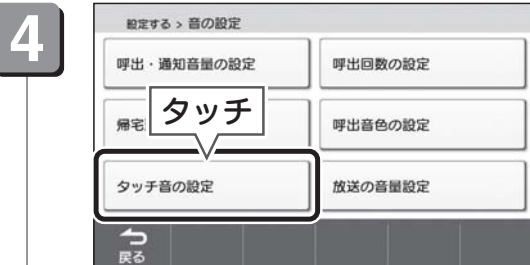 4
設定する > 音の設定
呼出・通知音量の設定
呼出回数の設定
帰宅
タッチ
呼出音色の設定
タッチ音の設定
放送の音量設定
戻る